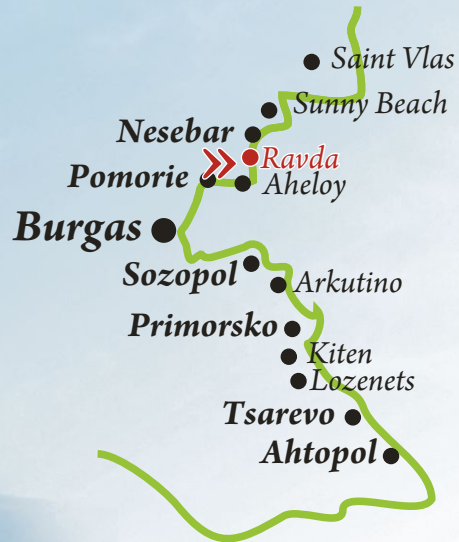 Saint Vlas
Sunny Beach
Nesebar
Ravda
Pomorie
Aheloy
Burgas
Sozopol
Arkutino
Primorsko
Kiten
Lozenets
Tsarevo
Ahtopol